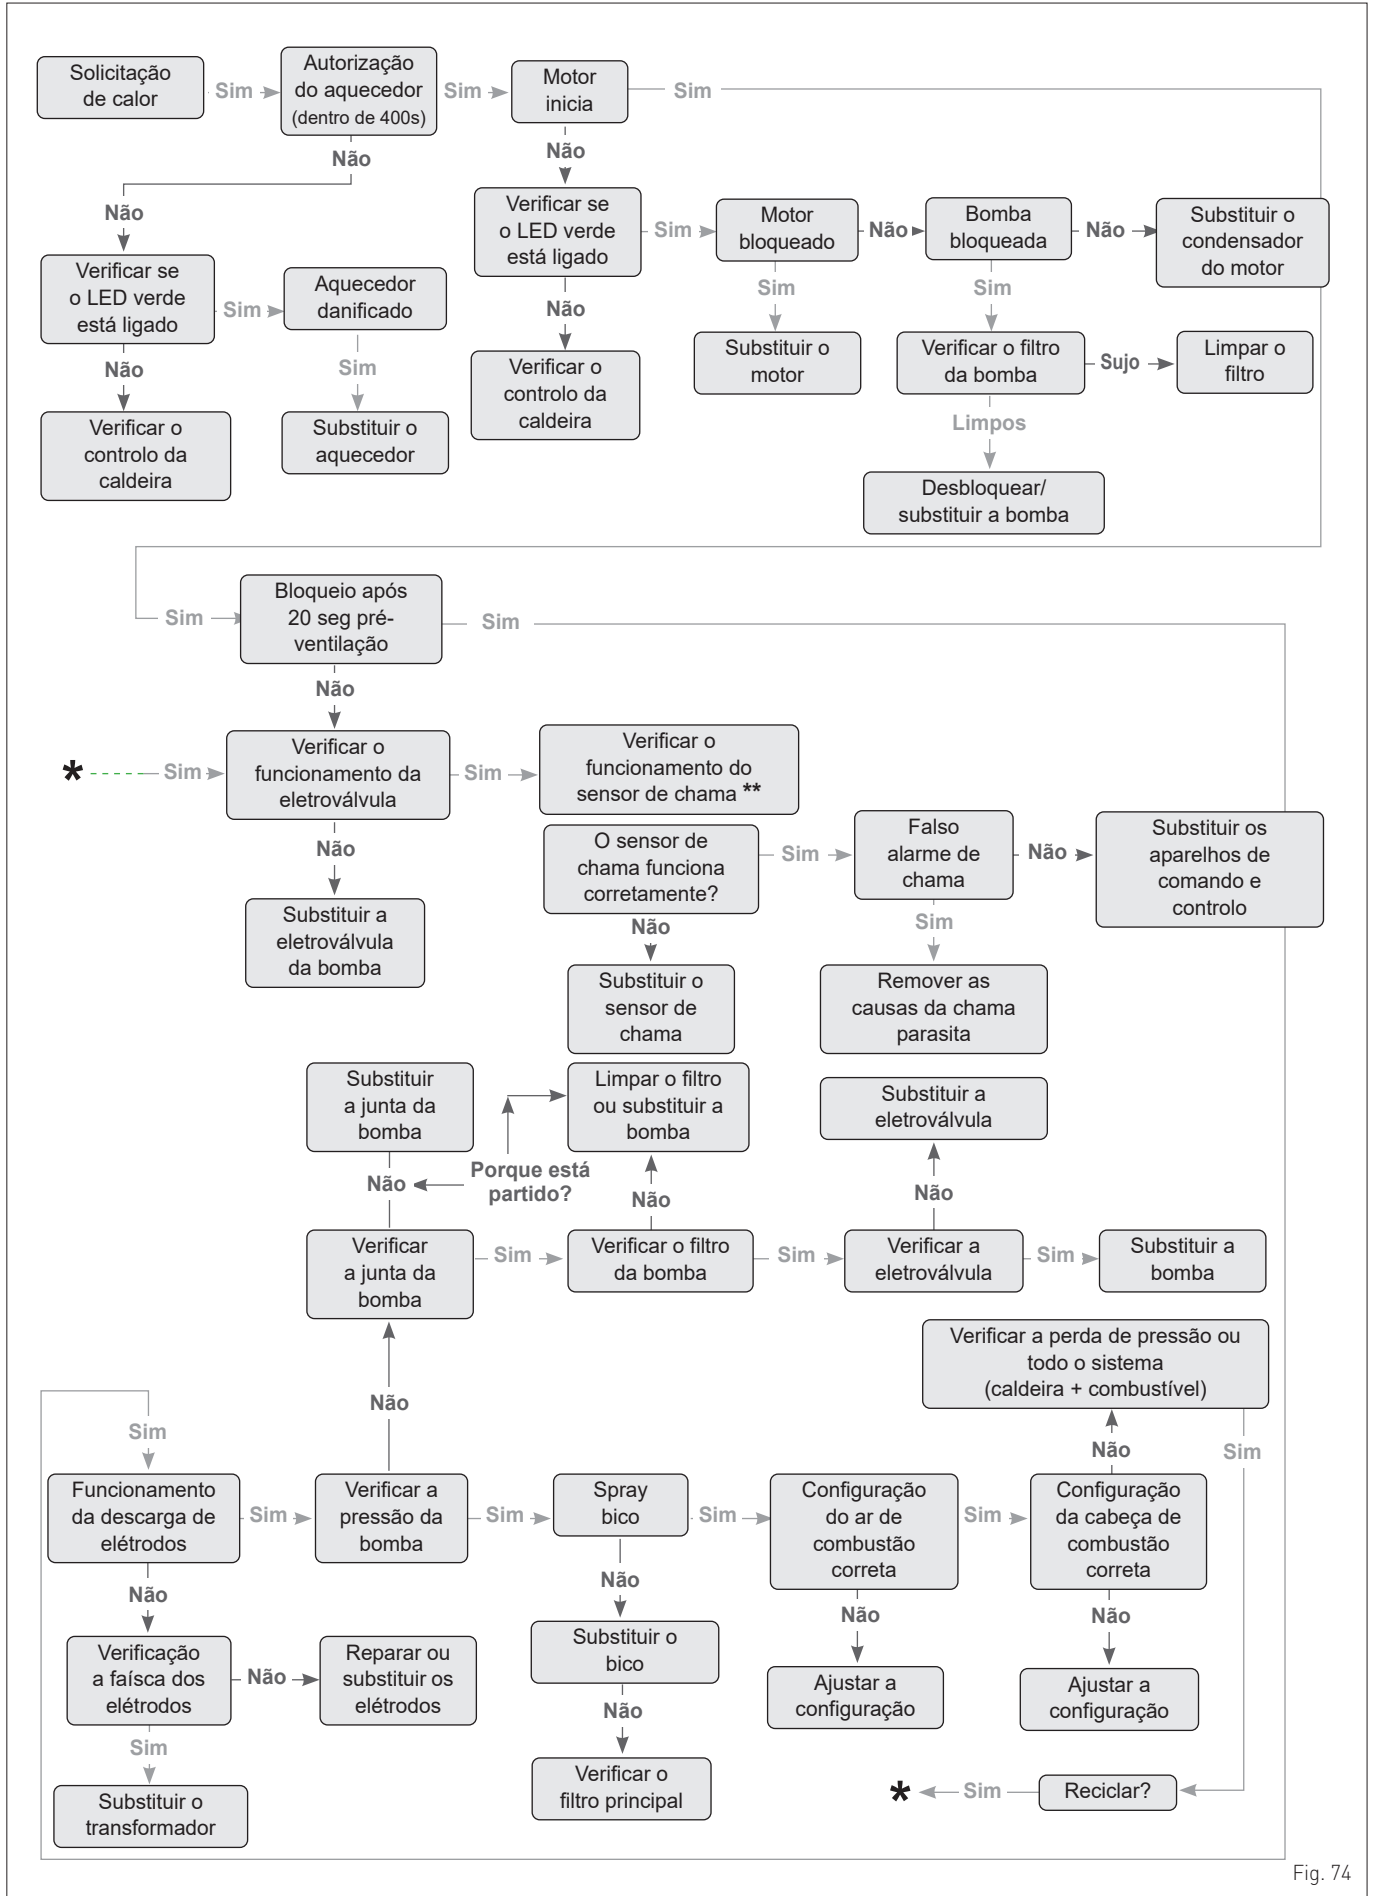 Solicitação
de calor
Sim
Autorização
do aquecedor
(dentro de 400s)
Sim
Motor
inicia
Sim
Não
Não
Não
Verificar se
o LED verde
está ligado
Sim
Aquecedor
danificado
Não
Sim
Verificar o
controlo da
caldeira
Substituir o
aquecedor
Verificar se
o LED verde
está ligado
Sim
Motor
bloqueado
Não
Bomba
bloqueada
Não
Substituir o
condensador
do motor
Não
Sim
Sim
Verificar o
controlo da
caldeira
Substituir o
motor
Verificar o filtro
da bomba
Sujo
Limpar o
filtro
Limpos
Desbloquear/
substituir a bomba
Sim
Bloqueio após
20 seg pré-
ventilação
Sim
Não
*
Sim
Verificar o
funcionamento da
eletroválvula
Sim
Verificar o
funcionamento do
sensor de chama **
Não
Substituir a
eletroválvula
da bomba
O sensor de
chama funciona
corretamente?
Sim
Falso
alarme de
chama
Não
Substituir os
aparelhos de
comando e
controlo
Não
Sim
Substituir o
sensor de
chama
Remover as
causas da chama
parasita
Substituir
a junta da
bomba
Limpar o filtro
ou substituir a
bomba
Substituir a
eletroválvula
Não
Porque está
partido?
Não
Não
Verificar
a junta da
bomba
Sim
Verificar o filtro
da bomba
Sim
Verificar a
eletroválvula
Sim
Substituir a
bomba
Verificar a perda de pressão ou
todo o sistema
(caldeira + combustível)
Não
Sim
Não
Sim
Funcionamento
da descarga de
elétrodos
Sim
Verificar a
pressão da
bomba
Sim
Spray
bico
Sim
Configuração
do ar de
combustão
correta
Sim
Configuração
da cabeça de
combustão
correta
Não
Não
Não
Não
Verificação
a faísca dos
elétrodos
Não
Reparar ou
substituir os
elétrodos
Substituir o
bico
Ajustar a
configuração
Ajustar a
configuração
Sim
Não
Substituir o
transformador
Verificar o
filtro principal
*
Sim
Reciclar?
Fig. 74